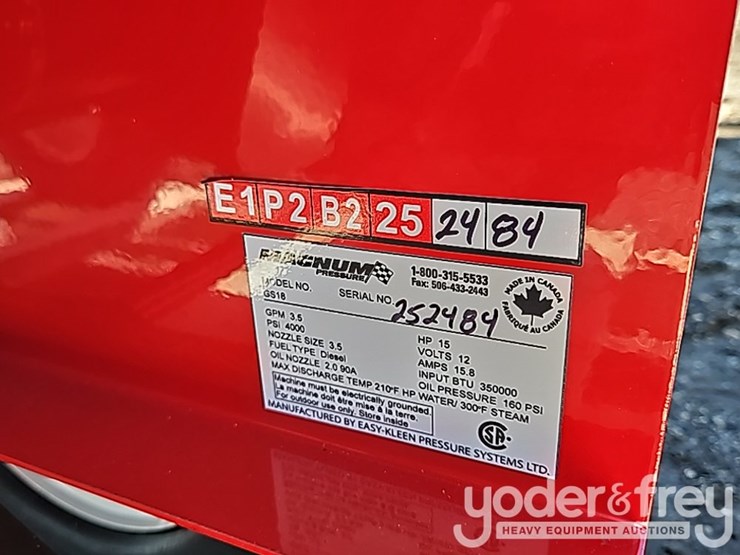 E1 P2 B2 25 24 84
MAGNUM
PRESSURE
1-800-315-5533
Fax: 506-433-2443
MADE IN CANADA
FABRIQUÉ AU CANADA
MODEL NO.
GS18
SERIAL NO.
252484
GPM 3.5
PSI 4000
NOZZLE SIZE 3.5
FUEL TYPE Diesel
OIL NOZZLE 2.0 90A
HP 15
VOLTS 12
AMPS 15.8
INPUT BTU 350000
OIL PRESSURE 160 PSI
MAX DISCHARGE TEMP. 210°F. HP WATER/ 300°F STEAM
Machine must be electrically grounded.
La machine doit être mise à la terre.
For outdoor use only. Store inside
MANUFACTURED BY EASY-KLEEN PRESSURE SYSTEMS LTD.
yoder&frey
HEAVY EQUIPMENT AUCTIONS